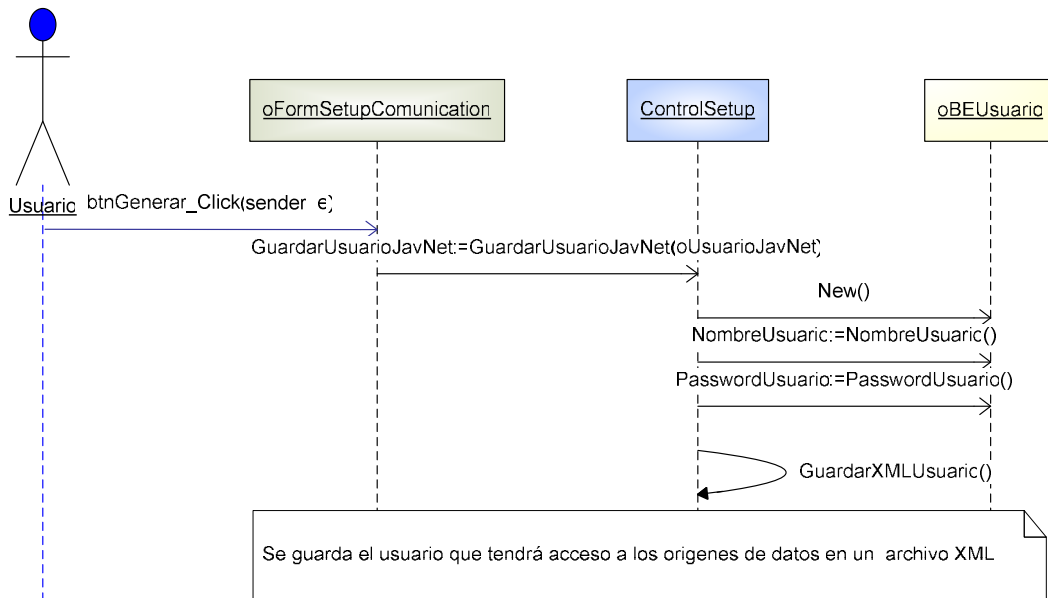 oFormSetupComunication
ControlSetup
oBEUsuario
Usuario
btnGenerar_Click(sender e)
GuardarUsuarioJavNet:=GuardarUsuarioJavNet(oUsuarioJavNet)
New()
NombreUsuario:=NombreUsuario()
PasswordUsuario:=PasswordUsuario()
GuardarXMLUsuario()
Se guarda el usuario que tendrá acceso a los origenes de datos en un archivo XML